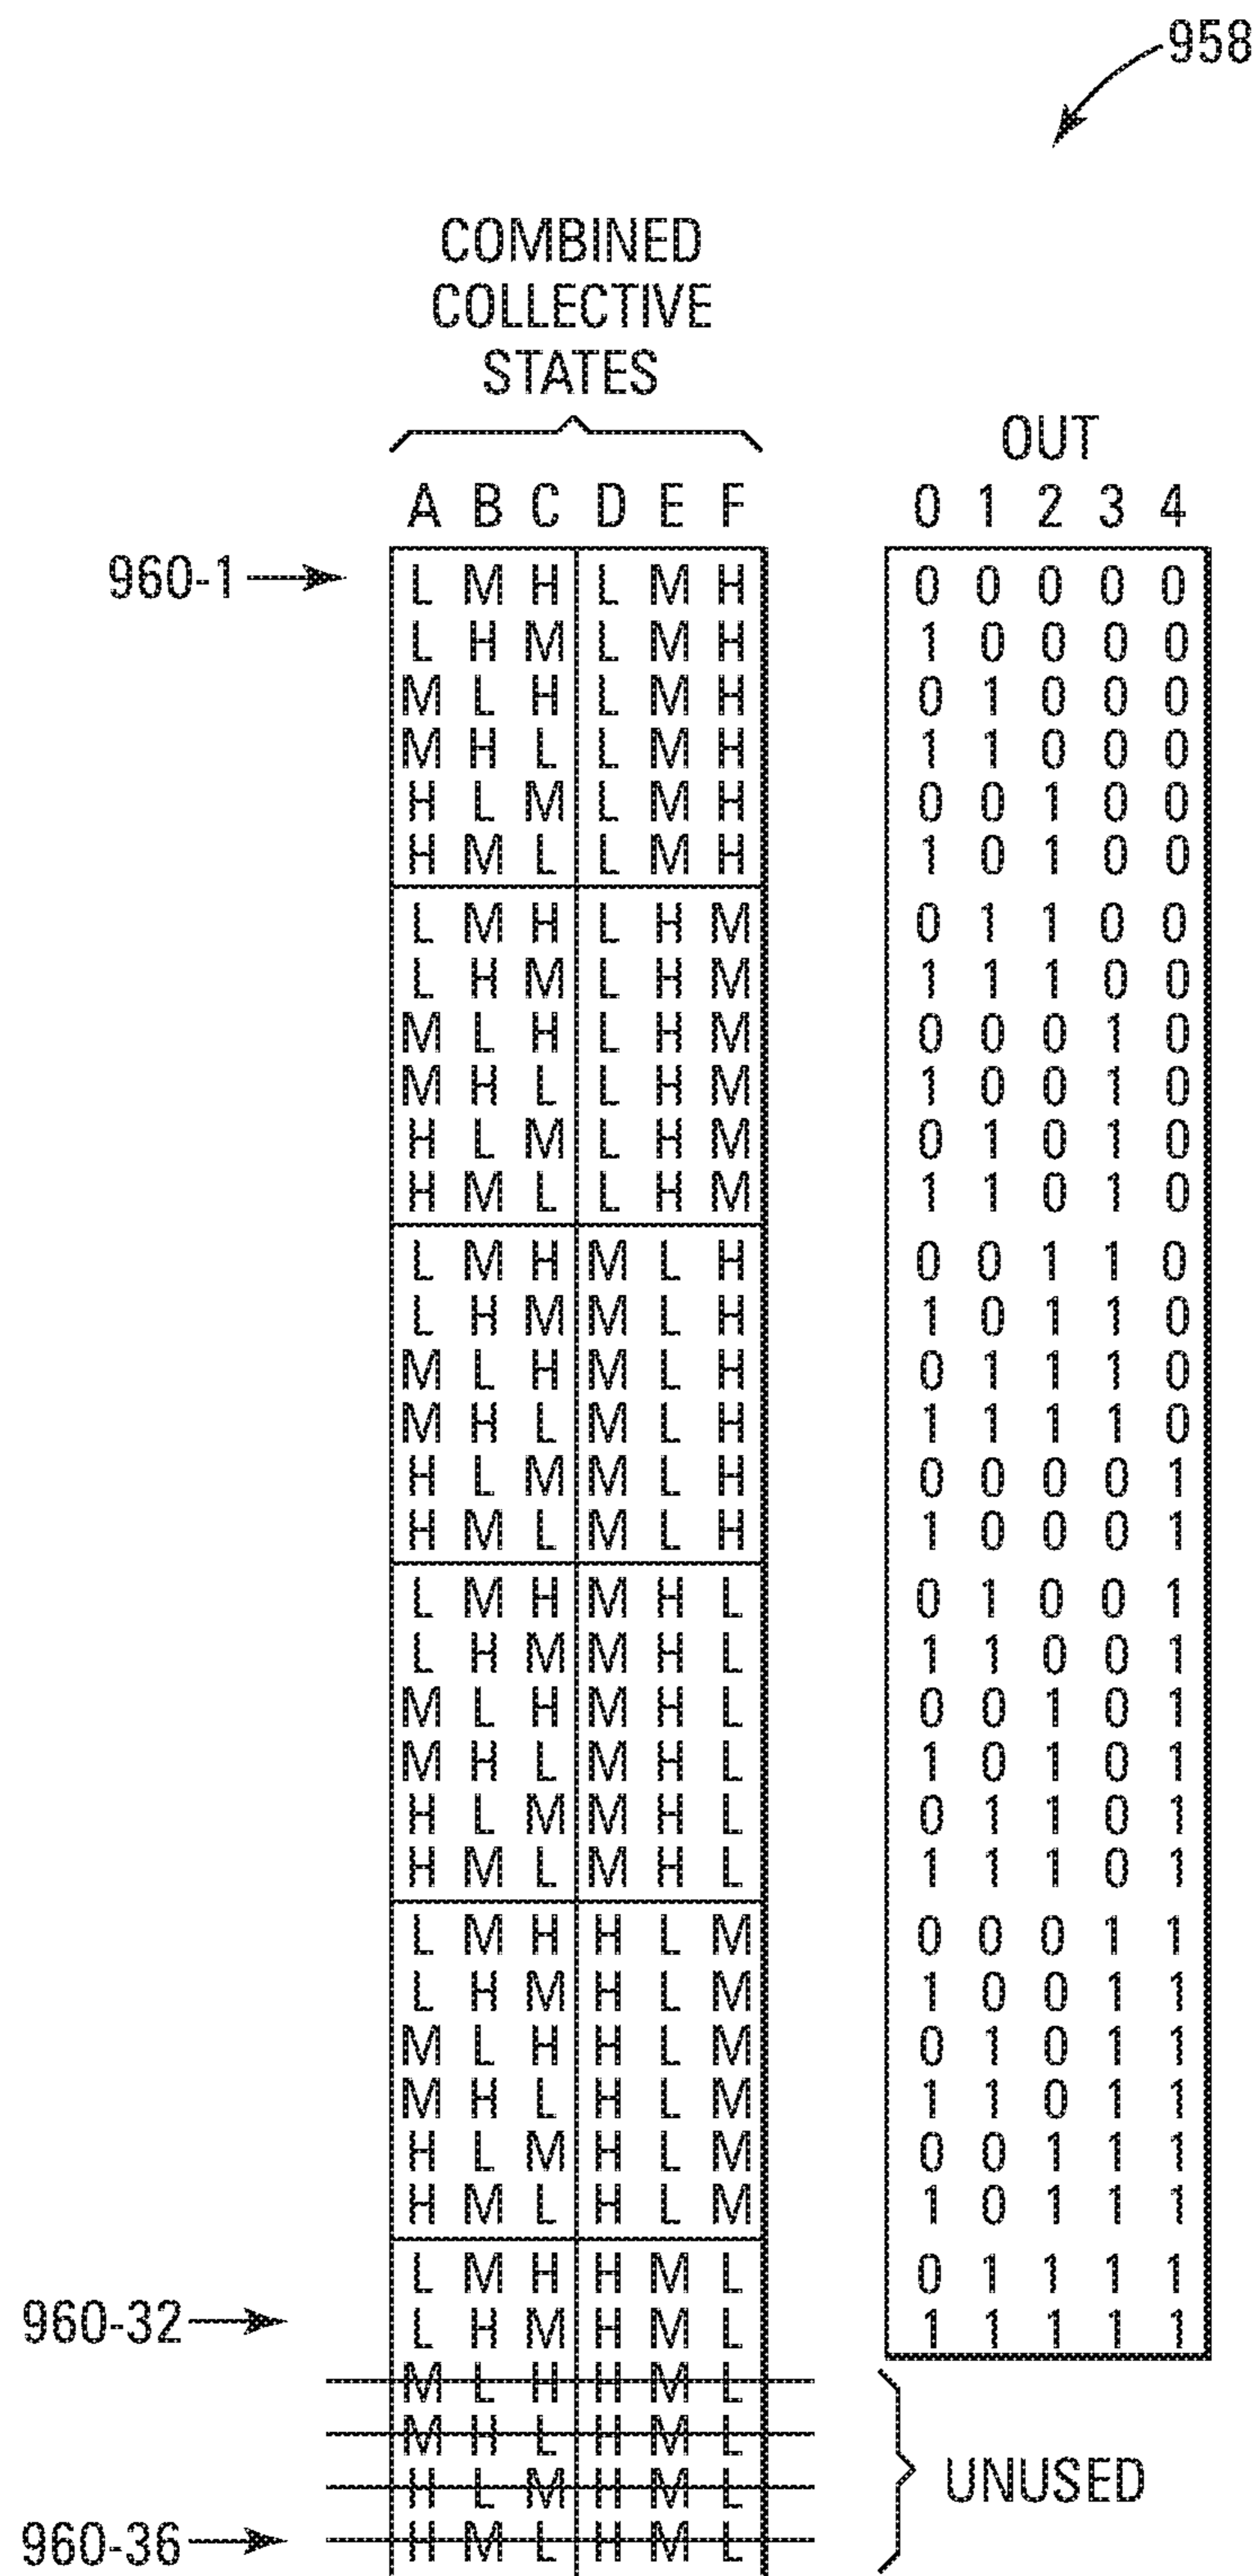 958
COMBINED
COLLECTIVE
STATES
OUT
A B C D E F 0 1 2 3 4
960-1 L M H L M H 0 0 0 0 0
L H M L M H 1 0 0 0 0
M L H L M H 0 1 0 0 0
M H L L M H 1 1 0 0 0
H L M L M H 0 0 1 0 0
H M L L M H 1 0 1 0 0
L M H L H M 0 1 1 0 0
L H M L H M 1 1 1 0 0
M L H L H M 0 0 0 1 0
M H L L H M 1 0 0 1 0
H L M L H M 0 1 0 1 0
H M L L H M 1 1 0 1 0
L M H M L H 0 0 1 1 0
L H M M L H 1 0 1 1 0
M L H M L H 0 1 1 1 0
M H L M L H 1 1 1 1 0
H L M M L H 0 0 0 0 1
H M L M L H 1 0 0 0 1
L M H M H L 0 1 0 0 1
L H M M H L 1 1 0 0 1
M L H M H L 0 0 1 0 1
M H L M H L 1 0 1 0 1
H L M M H L 0 1 1 0 1
H M L M H L 1 1 1 0 1
L M H H L M 0 0 0 1 1
L H M H L M 1 0 0 1 1
M L H H L M 0 1 0 1 1
M H L H L M 1 1 0 1 1
H L M H L M 0 0 1 1 1
H M L H L M 1 0 1 1 1
L M H H M L 0 1 1 1 1
960-32 L H M H M L 1 1 1 1 1
M L H H M L
M H L H M L
H L M H M L UNUSED
960-36 H M L H M L